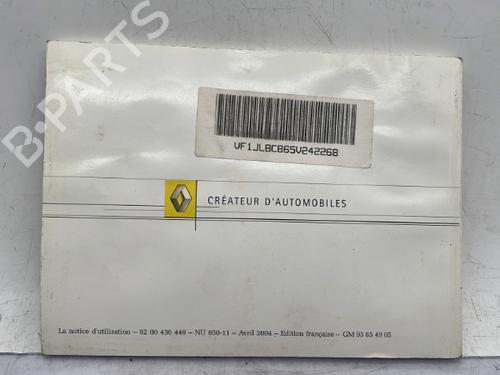 B-PARTS
VF1JLBCB65V242268
CRÉATEUR D'AUTOMOBILES
La notice d'utilisation – 82 00 436 449 – NU 650-11 – Avril 2004 – Edition française – GM 93 85 49 05